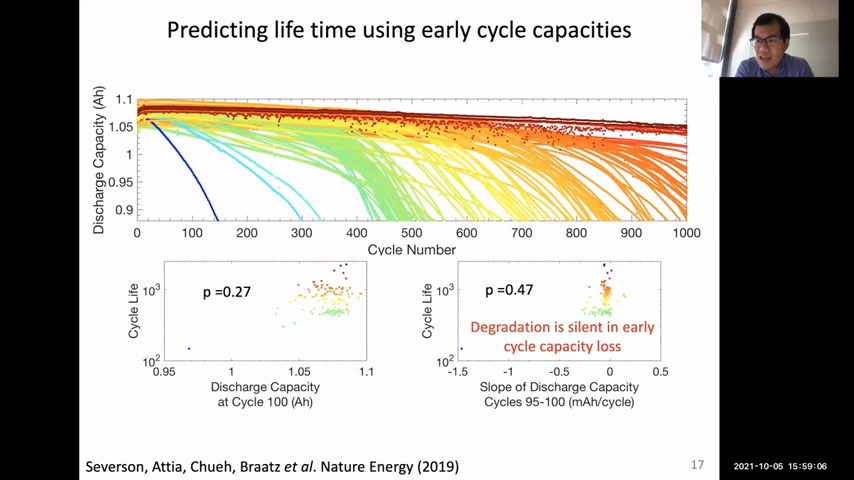 Predicting life time using early cycle capacities
Discharge Capacity (Ah)
1.1
1.05
1
0.95
0.9
0 100 200 300 400 500 600 700 800 900 1000
Cycle Number
Cycle Life
10³
10²
p =0.27
0.95 1 1.05 1.1
Discharge Capacity
at Cycle 100 (Ah)
Cycle Life
10³
10²
p =0.47
Degradation is silent in early
cycle capacity loss
-1.5 -1 -0.5 0 0.5
Slope of Discharge Capacity
Cycles 95-100 (mAh/cycle)
Severson, Attia, Chueh, Braatz et al. Nature Energy (2019)
17
2021-10-05 15:59:06